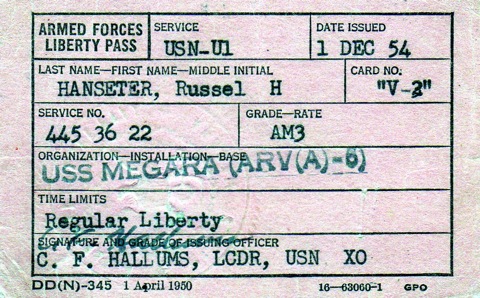 ARMED FORCES LIBERTY PASS
SERVICE
USN-U1
DATE ISSUED
1 DEC 54
LAST NAME—FIRST NAME—MIDDLE INITIAL
HANSETER, Russel H
CARD NO.
"V-2"
SERVICE NO.
445 36 22
GRADE—RATE
AM3
ORGANIZATION—INSTALLATION—BASE
USS MEGARA (ARV(A)-6)
TIME LIMITS
Regular Liberty
SIGNATURE AND GRADE OF ISSUING OFFICER
C. F. HALLUMS, LCDR, USN XO
DD(N)-345 1 April 1950 16—63060-1 GPO